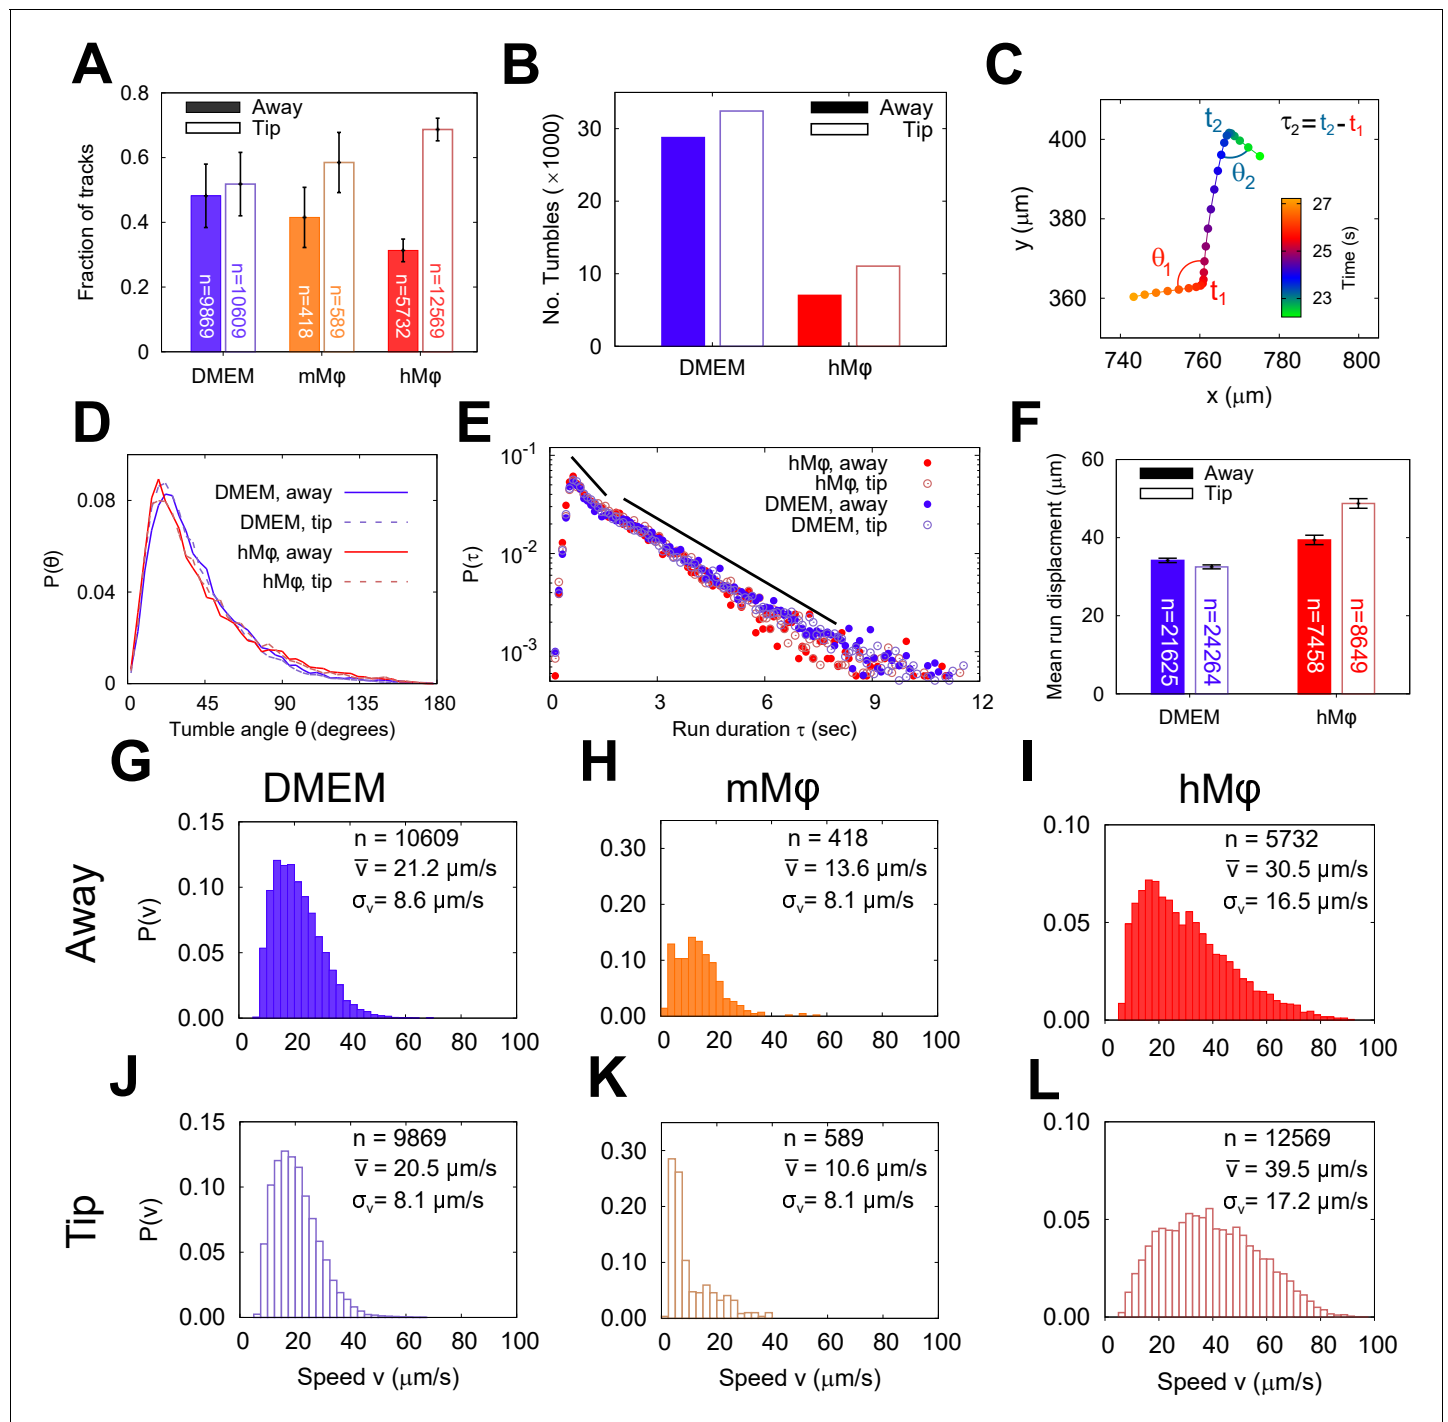 A
Fraction of tracks
0.8
0.6
0.4
0.2
0
Away
Tip
n=9869
n=10609
n=418
n=589
n=5732
n=12569
DMEM
mMφ
hMφ
B
No. Tumbles (×1000)
30
20
10
0
Away
Tip
DMEM
hMφ
C
y (μm)
400
380
360
t2
τ2= t2- t1
θ2
θ1
t1
27
25
23
Time (s)
740
760
780
800
x (μm)
D
P(θ)
0.08
0.04
0
DMEM, away
DMEM, tip
hMφ, away
hMφ, tip
0
45
90
135
180
Tumble angle θ (degrees)
E
P(τ)
10-1
10-2
10-3
hMφ, away
hMφ, tip
DMEM, away
DMEM, tip
0
3
6
9
12
Run duration τ (sec)
F
Mean run displacment (μm)
60
40
20
0
Away
Tip
n=21625
n=24264
n=7458
n=8649
DMEM
hMφ
G
DMEM
H
mMφ
I
hMφ
Away
P(v)
0.15
0.10
0.05
0.00
n = 10609
v̅ = 21.2 μm/s
σv= 8.6 μm/s
0 20 40 60 80 100
0.30
0.20
0.10
0.00
n = 418
v̅ = 13.6 μm/s
σv= 8.1 μm/s
0 20 40 60 80 100
0.10
0.05
0.00
n = 5732
v̅ = 30.5 μm/s
σv= 16.5 μm/s
0 20 40 60 80 100
J
K
L
Tip
P(v)
0.15
0.10
0.05
0.00
n = 9869
v̅ = 20.5 μm/s
σv= 8.1 μm/s
0 20 40 60 80 100
Speed v (μm/s)
0.30
0.20
0.10
0.00
n = 589
v̅ = 10.6 μm/s
σv= 8.1 μm/s
0 20 40 60 80 100
Speed v (μm/s)
0.10
0.05
0.00
n = 12569
v̅ = 39.5 μm/s
σv= 17.2 μm/s
0 20 40 60 80 100
Speed v (μm/s)